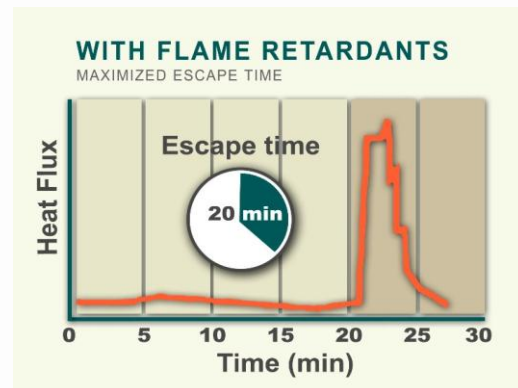 WITH FLAME RETARDANTS
MAXIMIZED ESCAPE TIME
Heat Flux
Escape time
20 min
0 5 10 15 20 25 30
Time (min)